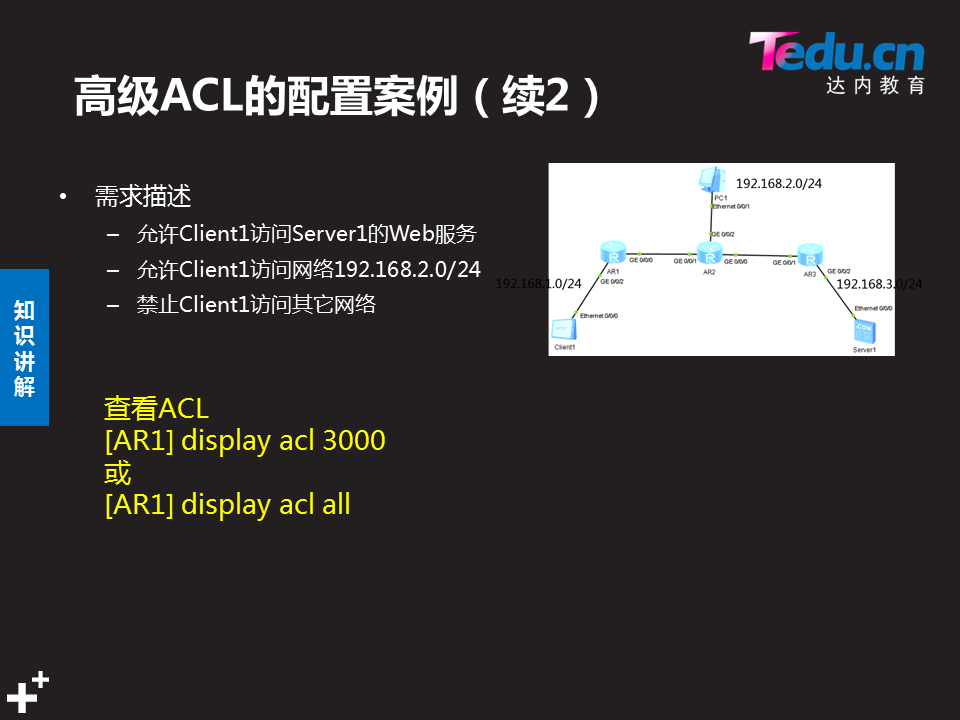 Tedu.cn
达内教育
高级ACL的配置案例（续2）
• 需求描述
– 允许Client1访问Server1的Web服务
– 允许Client1访问网络192.168.2.0/24
– 禁止Client1访问其它网络
知识讲解
192.168.2.0/24
PC1
Ethernet 0/0/1
GE 0/0/2
GE 0/0/0
GE 0/0/1
GE 0/0/0
GE 0/0/1
AR1
AR2
AR3
GE 0/0/2
GE 0/0/2
192.168.1.0/24
192.168.3.0/24
Ethernet 0/0/0
Ethernet 0/0/0
Client1
.COM
Server1
查看ACL
[AR1] display acl 3000
或
[AR1] display acl all